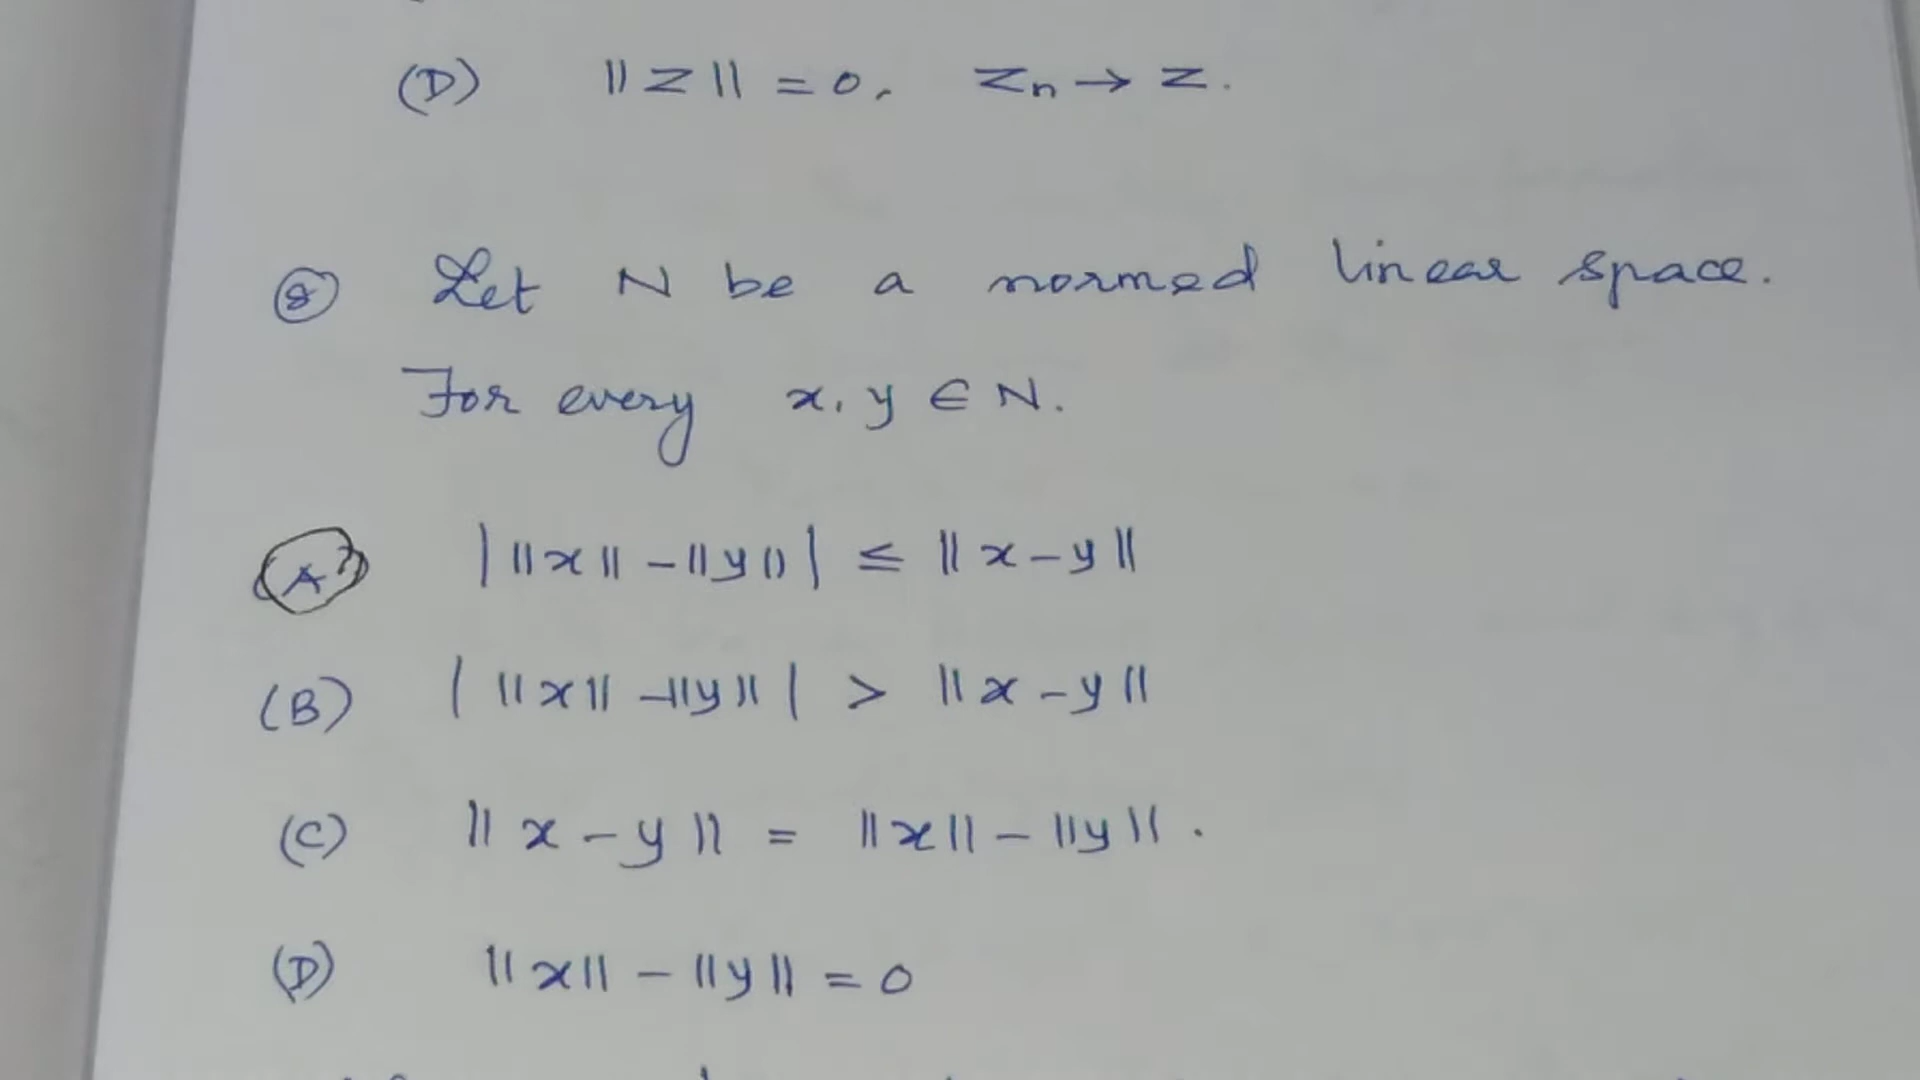 (D) ||z|| = 0, zn → z.
(8) Let N be a normed linear space.
For every x, y ∈ N.
(A) | ||x|| - ||y|| | ≤ ||x - y||
(B) | ||x|| - ||y|| | > ||x - y||
(C) ||x - y|| = ||x|| - ||y||.
(D) ||x|| - ||y|| = 0